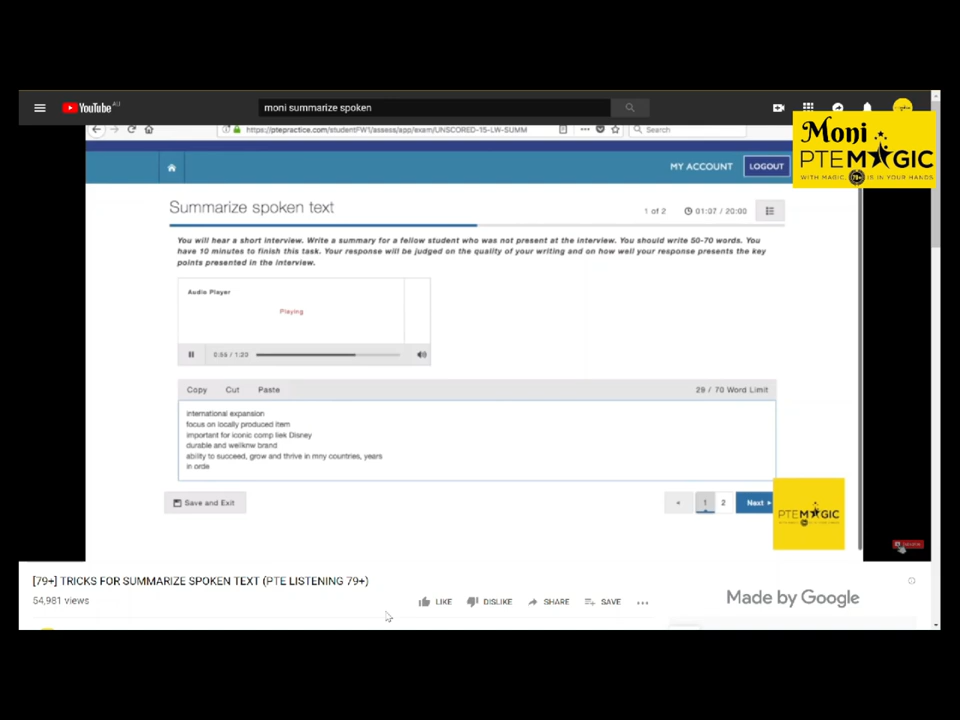 YouTube AU
moni summarize spoken
Moni
PTE MAGIC
WITH MAGIC, 79+ IS IN YOUR HANDS
https://ptepractice.com/studentFW1/assess/app/exam/UNSCORED-15-LW-SUMM
Search
MY ACCOUNT
LOGOUT
Summarize spoken text
1 of 2
01:07 / 20:00
You will hear a short interview. Write a summary for a fellow student who was not present at the interview. You should write 50-70 words. You
have 10 minutes to finish this task. Your response will be judged on the quality of your writing and on how well your response presents the key
points presented in the interview.
Audio Player
Playing
0:55 / 1:20
Copy Cut Paste
29 / 70 Word Limit
international expansion
focus on locally produced item
important for iconic comp liek Disney
durable and wellknw brand
ability to succeed, grow and thrive in mny countries, years
in orde
Save and Exit
« 1 2 Next
PTE MAGIC
[79+] TRICKS FOR SUMMARIZE SPOKEN TEXT (PTE LISTENING 79+)
54,981 views
LIKE DISLIKE SHARE SAVE
Made by Google